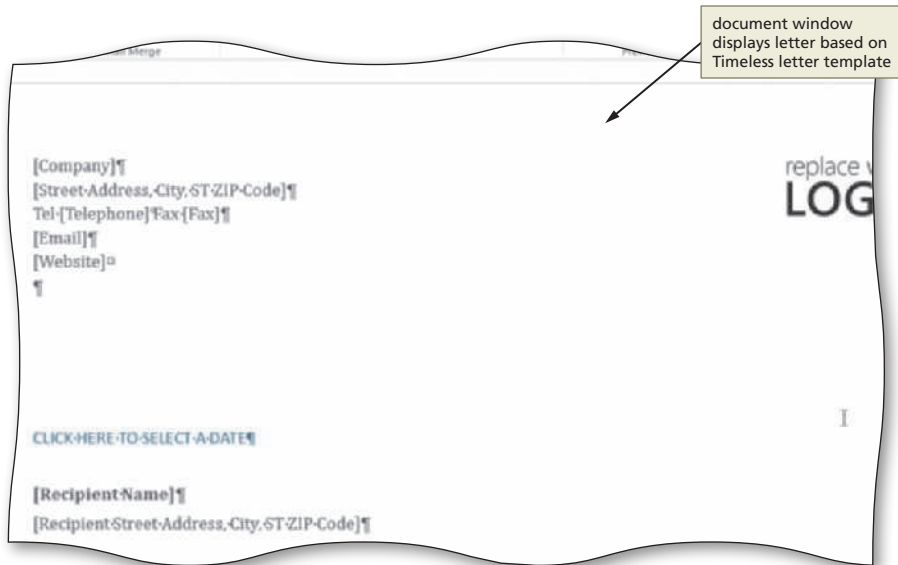 document window
displays letter based on
Timeless letter template
Merge
[Company]¶
[Street·Address,·City,·ST·ZIP·Code]¶
Tel·[Telephone]·Fax·[Fax]¶
[Email]¶
[Website]¤
¶
replace
LOG
CLICK·HERE·TO·SELECT·A·DATE¶
[Recipient·Name]¶
[Recipient·Street·Address,·City,·ST·ZIP·Code]¶